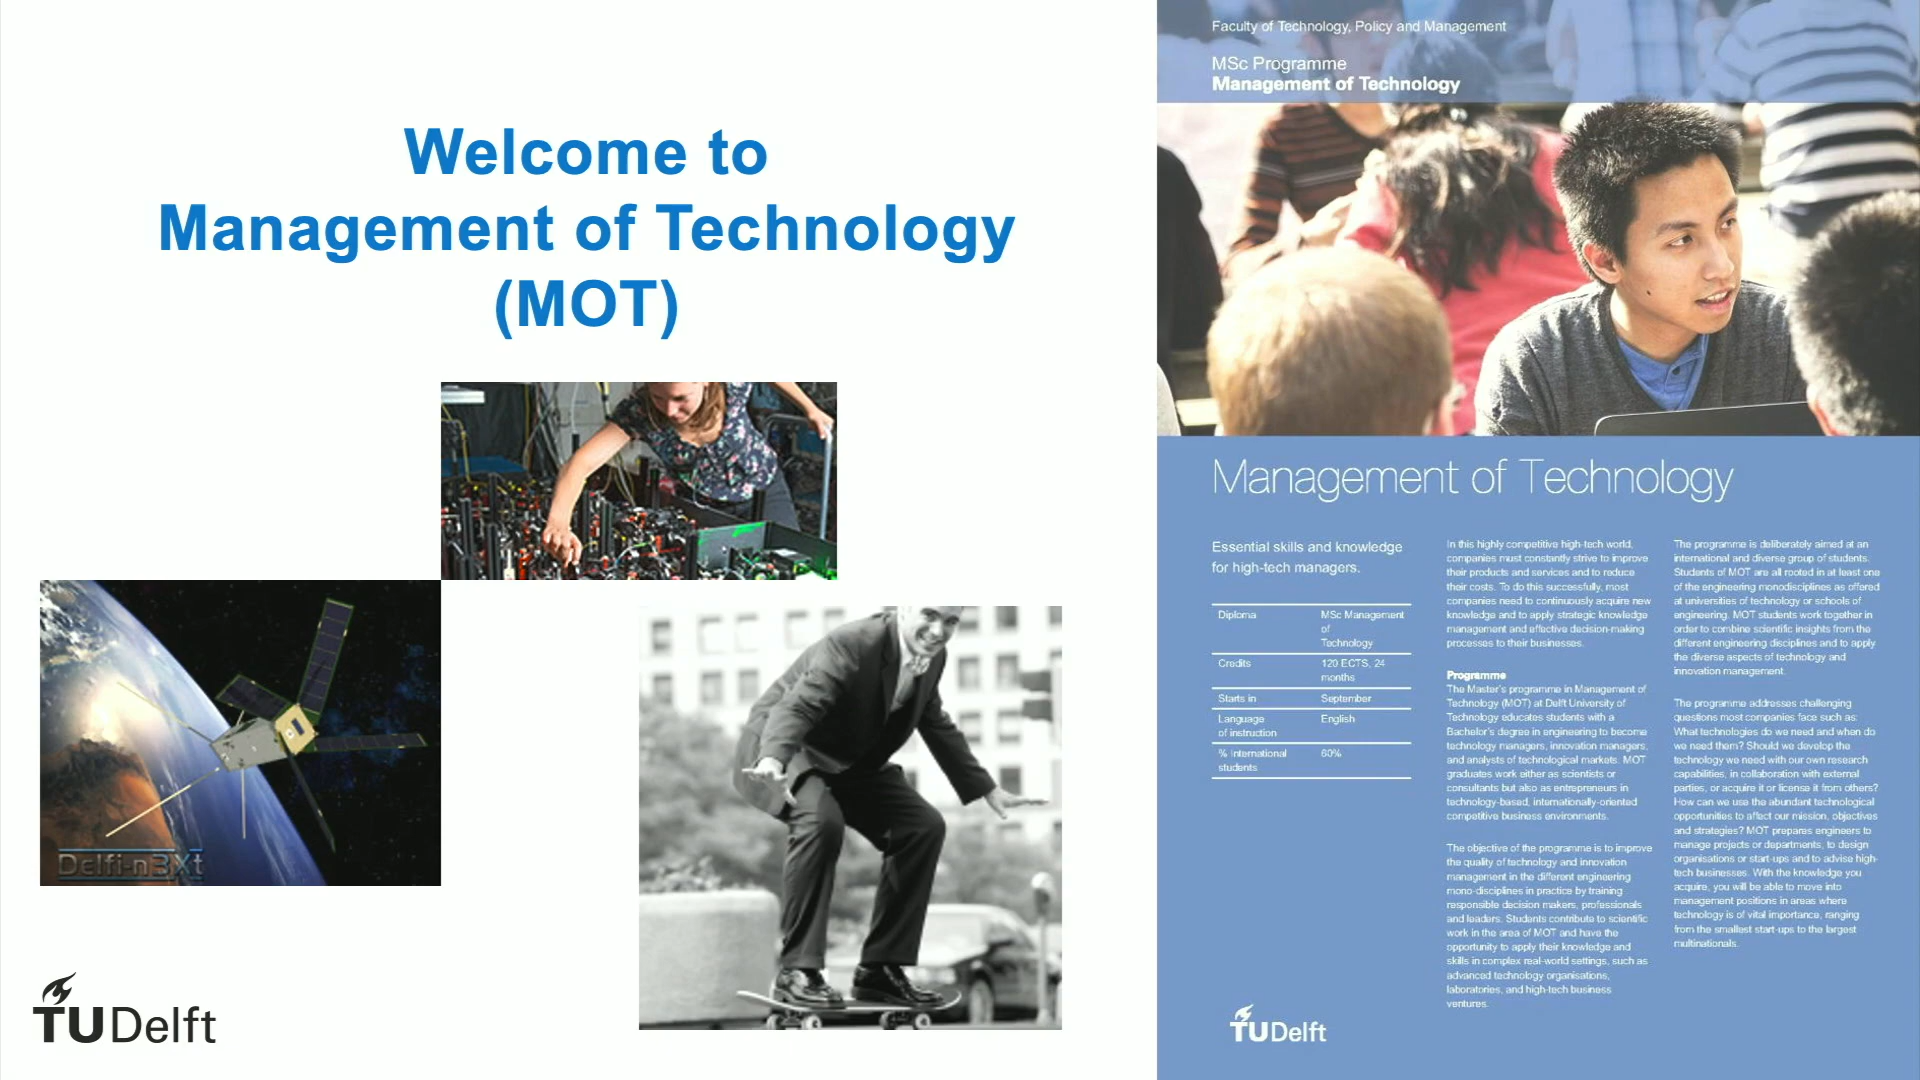 Welcome to
Management of Technology
(MOT)
Delfi-n3Xt
TUDelft
Faculty of Technology, Policy and Management
MSc Programme
Management of Technology
Management of Technology
Essential skills and knowledge
for high-tech managers.
Diploma MSc Management
of
Technology
Credits 120 ECTS, 24
months
Starts in September
Language English
of instruction
% International 60%
students
In this highly competitive high-tech world,
companies must constantly strive to improve
their products and services and to reduce
their costs. To do this successfully, most
companies need to continuously acquire new
knowledge and to apply strategic knowledge
management and effective decision-making
processes to their businesses.
Programme
The Master's programme in Management of
Technology (MOT) at Delft University of
Technology educates students with a
Bachelor's degree in engineering to become
technology managers, innovation managers,
and analysts of technological markets. MOT
graduates work either as scientists or
consultants but also as entrepreneurs in
technology-based, internationally-oriented
competitive business environments.
The objective of the programme is to improve
the quality of technology and innovation
management in the different engineering
mono-disciplines in practice by training
responsible decision makers, professionals
and leaders. Students contribute to scientific
work in the area of MOT and have the
opportunity to apply their knowledge and
skills in complex real-world settings, such as
advanced technology organisations,
laboratories, and high-tech business
ventures.
The programme is deliberately aimed at an
international and diverse group of students.
Students of MOT are all rooted in at least one
of the engineering monodisciplines as offered
at universities of technology or schools of
engineering. MOT students work together in
order to combine scientific insights from the
different engineering disciplines and to apply
the diverse aspects of technology and
innovation management.
The programme addresses challenging
questions most companies face such as:
What technologies do we need and when do
we need them? Should we develop the
technology we need with our own research
capabilities, in collaboration with external
parties, or acquire it or license it from others?
How can we use the abundant technological
opportunities to affect our mission, objectives
and strategies? MOT prepares engineers to
manage projects or departments, to design
organisations or start-ups and to advise high-
tech businesses. With the knowledge you
acquire, you will be able to move into
management positions in areas where
technology is of vital importance, ranging
from the smallest start-ups to the largest
multinationals.
TUDelft